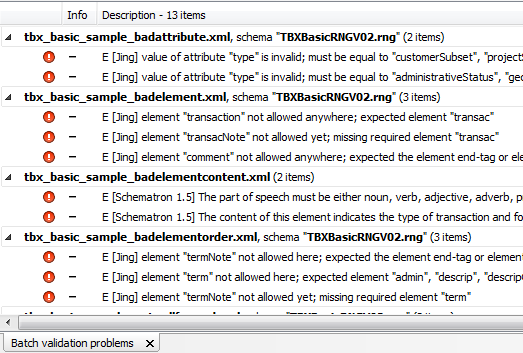 Info Description - 13 items
tbx_basic_sample_badattribute.xml, schema "TBXBasicRNGV02.rng" (2 items)
– E [Jing] value of attribute "type" is invalid; must be equal to "customerSubset",
– E [Jing] value of attribute "type" is invalid; must be equal to "administrativeStatus",
tbx_basic_sample_badelement.xml, schema "TBXBasicRNGV02.rng" (3 items)
– E [Jing] element "transaction" not allowed anywhere; expected element "transac"
– E [Jing] element "transacNote" not allowed yet; missing required element "transac"
– E [Jing] element "comment" not allowed anywhere; expected the element end-tag or
tbx_basic_sample_badelementcontent.xml (2 items)
– E [Schematron 1.5] The part of speech must be either noun, verb, adjective, adverb,
– E [Schematron 1.5] The content of this element indicates the type of transaction and
tbx_basic_sample_badelementorder.xml, schema "TBXBasicRNGV02.rng" (3 items)
– E [Jing] element "termNote" not allowed here; expected the element end-tag or element
– E [Jing] element "term" not allowed here; expected element "admin", "descrip",
– E [Jing] element "termNote" not allowed yet; missing required element "term"
Batch validation problems